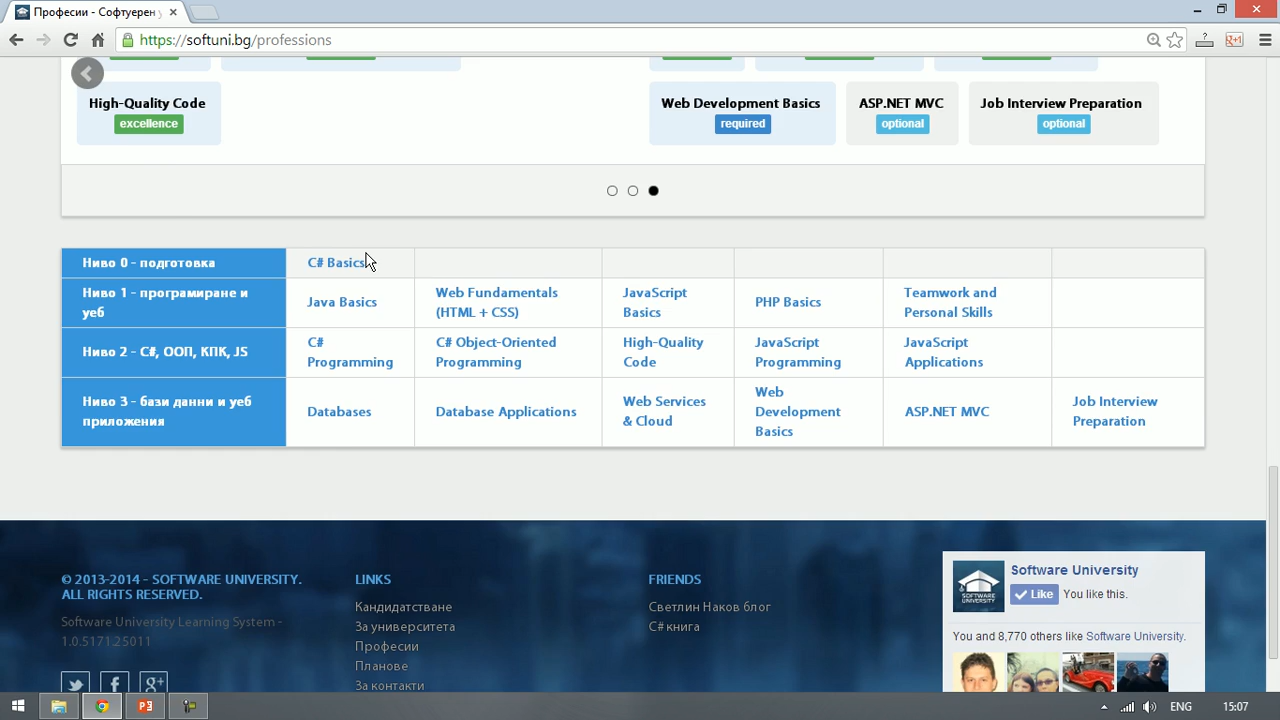 Професии - Софтуерен у
https://softuni.bg/professions
High-Quality Code
excellence
Web Development Basics
required
ASP.NET MVC
optional
Job Interview Preparation
optional
Ниво 0 - подготовка
C# Basics
Ниво 1 - програмиране и
уеб
Java Basics
Web Fundamentals
(HTML + CSS)
JavaScript
Basics
PHP Basics
Teamwork and
Personal Skills
Ниво 2 - C#, ООП, КПК, JS
C#
Programming
C# Object-Oriented
Programming
High-Quality
Code
JavaScript
Programming
JavaScript
Applications
Ниво 3 - бази данни и уеб
приложения
Databases
Database Applications
Web Services
& Cloud
Web
Development
Basics
ASP.NET MVC
Job Interview
Preparation
© 2013-2014 - SOFTWARE UNIVERSITY.
ALL RIGHTS RESERVED.
Software University Learning System -
1.0.5171.25011
LINKS
Кандидатстване
За университета
Професии
Планове
За контакти
FRIENDS
Светлин Наков блог
C# книга
SOFTWARE
UNIVERSITY
Software University
Like
You like this.
You and 8,770 others like Software University.
ENG
15:07